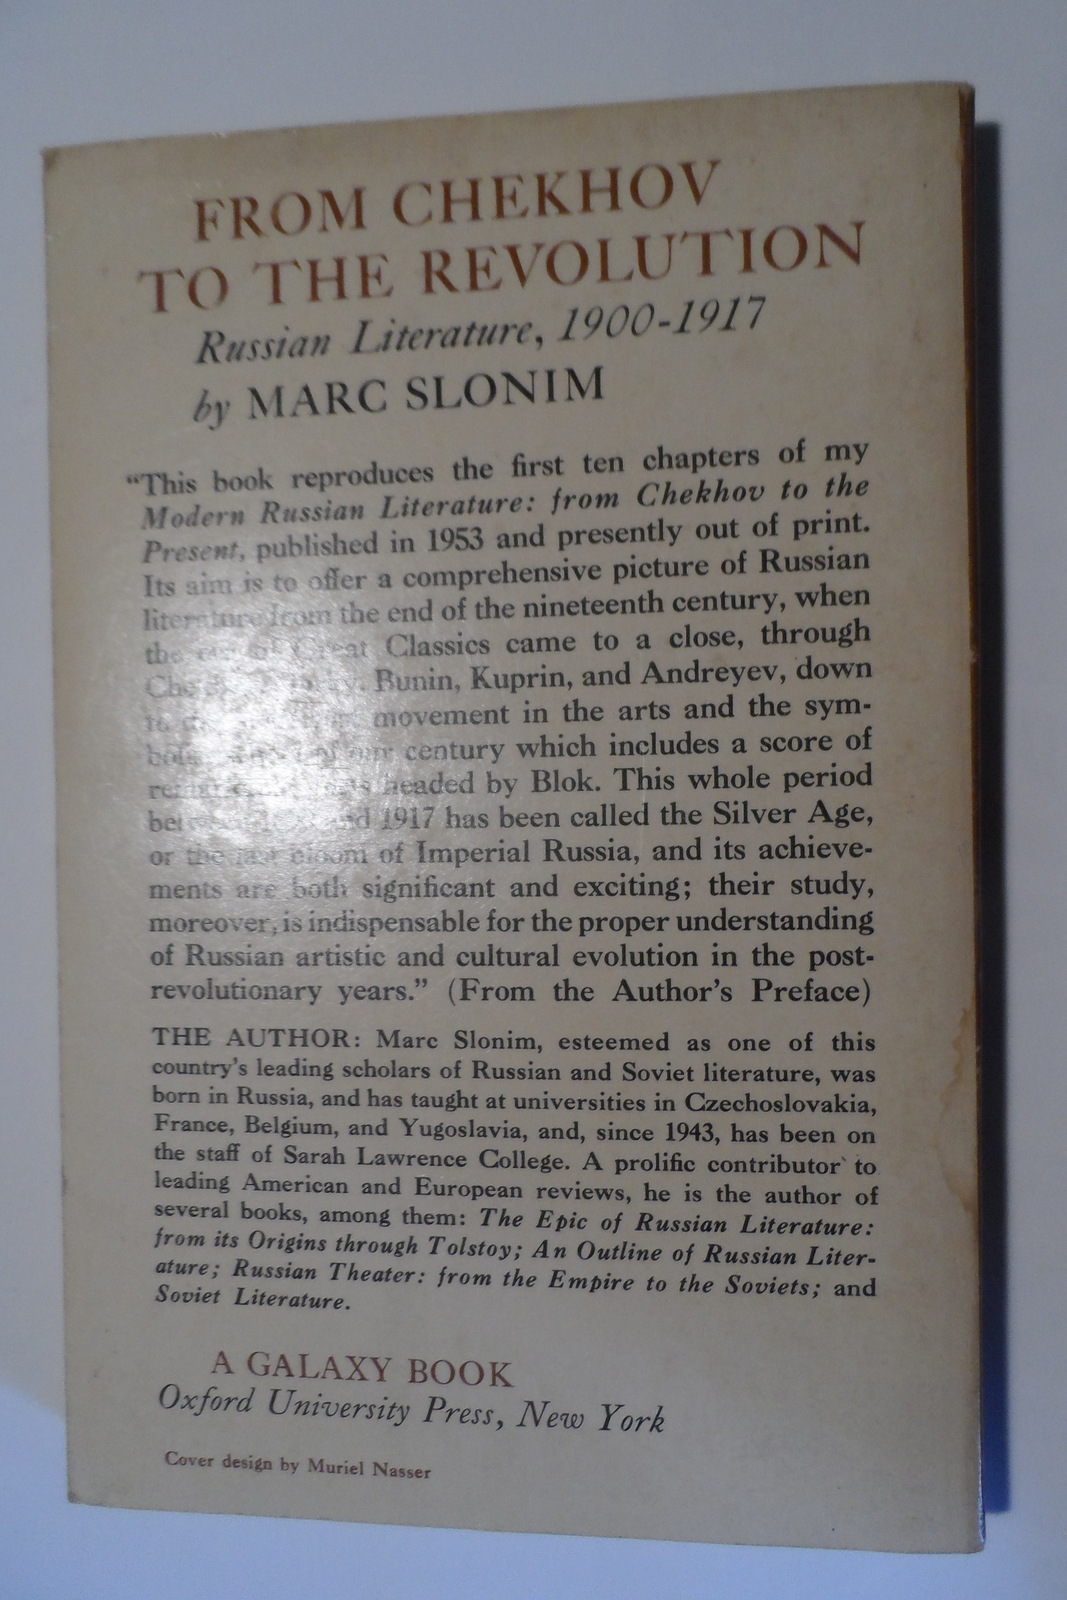 FROM CHEKHOV
TO THE REVOLUTION
Russian Literature, 1900-1917
by MARC SLONIM
“This book reproduces the first ten chapters of my
Modern Russian Literature: from Chekhov to the
Present, published in 1953 and presently out of print.
Its aim is to offer a comprehensive picture of Russian
literature from the end of the nineteenth century, when
the Great Classics came to a close, through
Bunin, Kuprin, and Andreyev, down
to movement in the arts and the sym-
of our century which includes a score of
headed by Blok. This whole period
and 1917 has been called the Silver Age,
or the last bloom of Imperial Russia, and its achieve-
ments are both significant and exciting; their study,
moreover, is indispensable for the proper understanding
of Russian artistic and cultural evolution in the post-
revolutionary years.” (From the Author’s Preface)
THE AUTHOR: Marc Slonim, esteemed as one of this
country’s leading scholars of Russian and Soviet literature, was
born in Russia, and has taught at universities in Czechoslovakia,
France, Belgium, and Yugoslavia, and, since 1943, has been on
the staff of Sarah Lawrence College. A prolific contributor to
leading American and European reviews, he is the author of
several books, among them: The Epic of Russian Literature:
from its Origins through Tolstoy; An Outline of Russian Liter-
ature; Russian Theater: from the Empire to the Soviets; and
Soviet Literature.
A GALAXY BOOK
Oxford University Press, New York
Cover design by Muriel Nasser